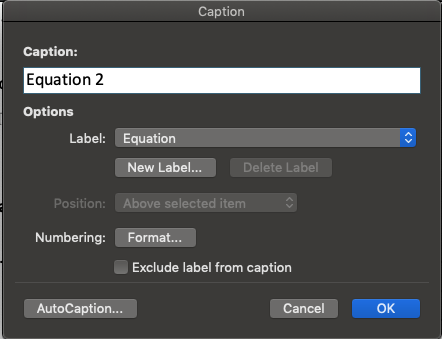 Caption
Caption:
Equation 2
Options
Label: Equation
New Label... Delete Label
Position: Above selected item
Numbering: Format...
Exclude label from caption
AutoCaption... Cancel OK